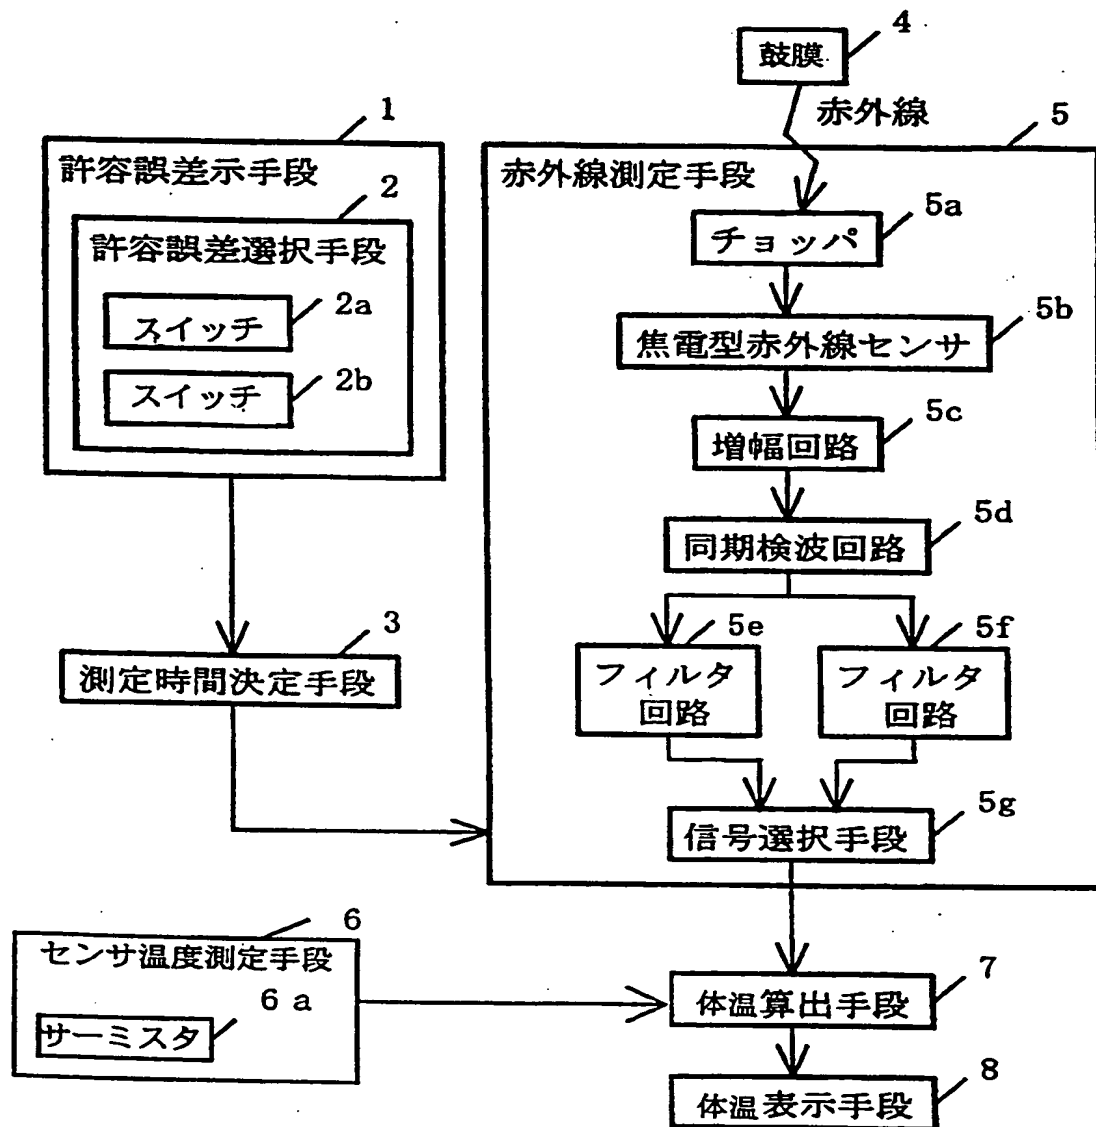 4
鼓膜
赤外線
1
許容誤差示手段
2
許容誤差選択手段
2a
スイッチ
2b
スイッチ
3
測定時間決定手段
5
赤外線測定手段
5a
チョッパ
5b
焦電型赤外線センサ
5c
増幅回路
5d
同期検波回路
5e
フィルタ
回路
5f
フィルタ
回路
5g
信号選択手段
6
センサ温度測定手段
6 a
サーミスタ
7
体温算出手段
8
体温表示手段